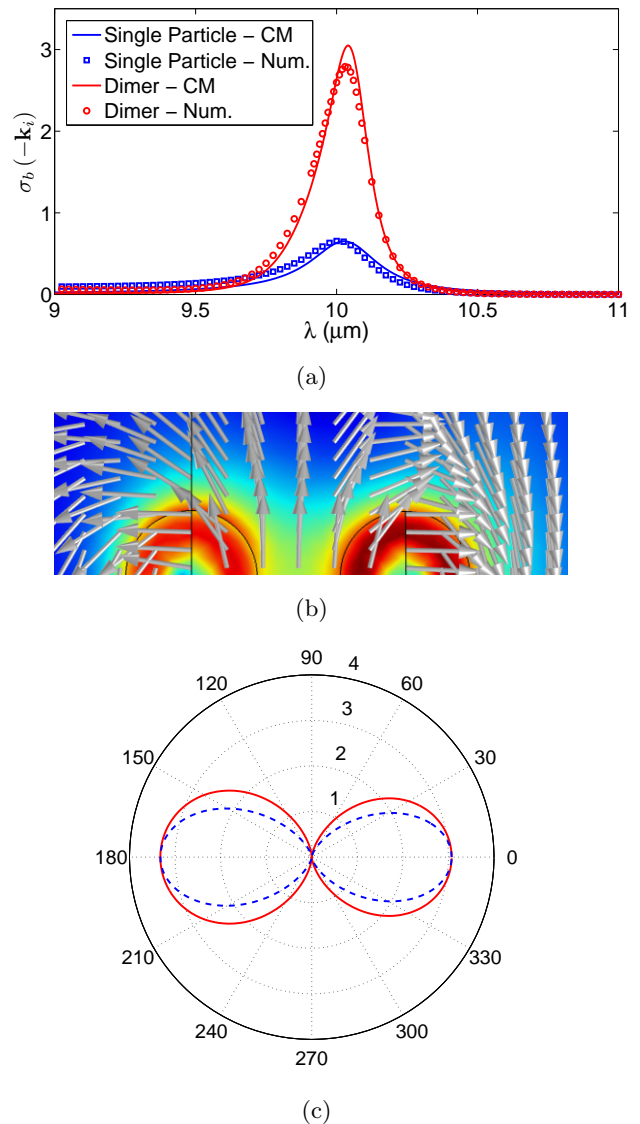 3
2
1
0
σ_b (−k_i)
Single Particle − CM
Single Particle − Num.
Dimer − CM
Dimer − Num.
9 9.5 10 10.5 11
λ (μm)
(a)
(b)
90 4
120 60
3
2
150 30
1
180 0
210 330
240 300
270
(c)